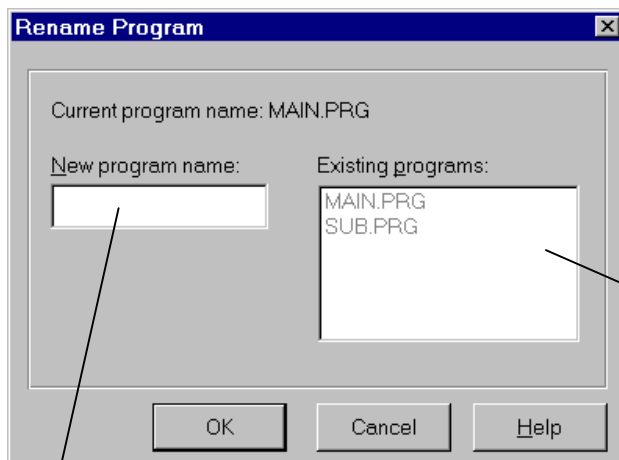 Rename Program
Current program name: MAIN.PRG
New program name:
Existing programs:
MAIN.PRG
SUB.PRG
OK
Cancel
Help